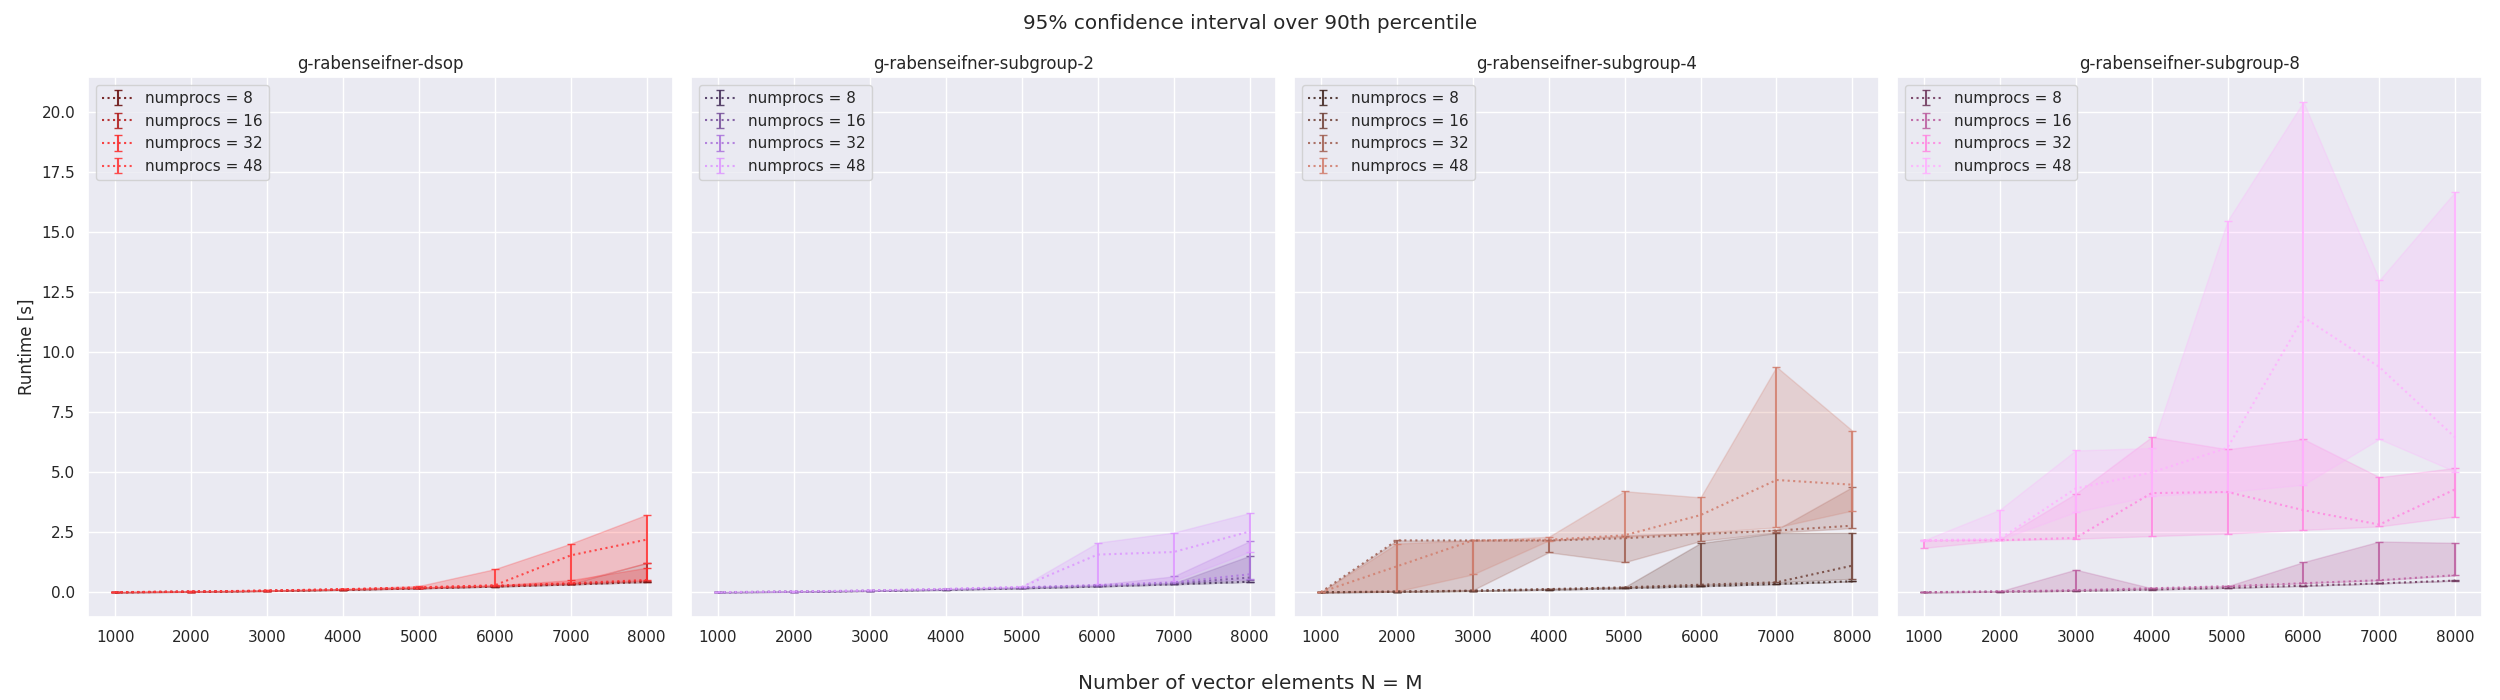 95% confidence interval over 90th percentile
g-rabenseifner-dsop
g-rabenseifner-subgroup-2
g-rabenseifner-subgroup-4
g-rabenseifner-subgroup-8
numprocs = 8
numprocs = 16
numprocs = 32
numprocs = 48
numprocs = 8
numprocs = 16
numprocs = 32
numprocs = 48
numprocs = 8
numprocs = 16
numprocs = 32
numprocs = 48
numprocs = 8
numprocs = 16
numprocs = 32
numprocs = 48
Runtime [s]
20.0
17.5
15.0
12.5
10.0
7.5
5.0
2.5
0.0
1000 2000 3000 4000 5000 6000 7000 8000
1000 2000 3000 4000 5000 6000 7000 8000
1000 2000 3000 4000 5000 6000 7000 8000
1000 2000 3000 4000 5000 6000 7000 8000
Number of vector elements N = M